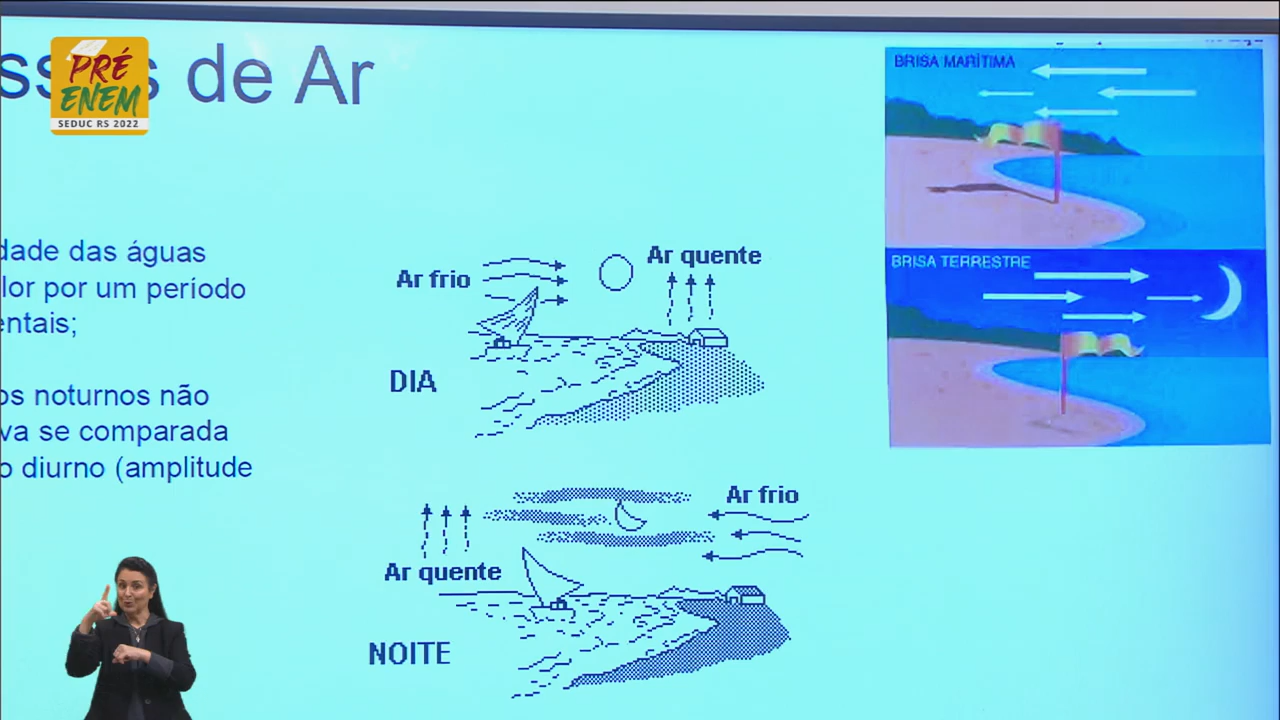 de Ar
PRÉ
ENEM
SEDUC RS 2022
BRISA MARÍTIMA
dade das águas
lor por um período
entais;
os noturnos não
va se comparada
o diurno (amplitude
Ar frio
Ar quente
DIA
BRISA TERRESTRE
Ar frio
Ar quente
NOITE